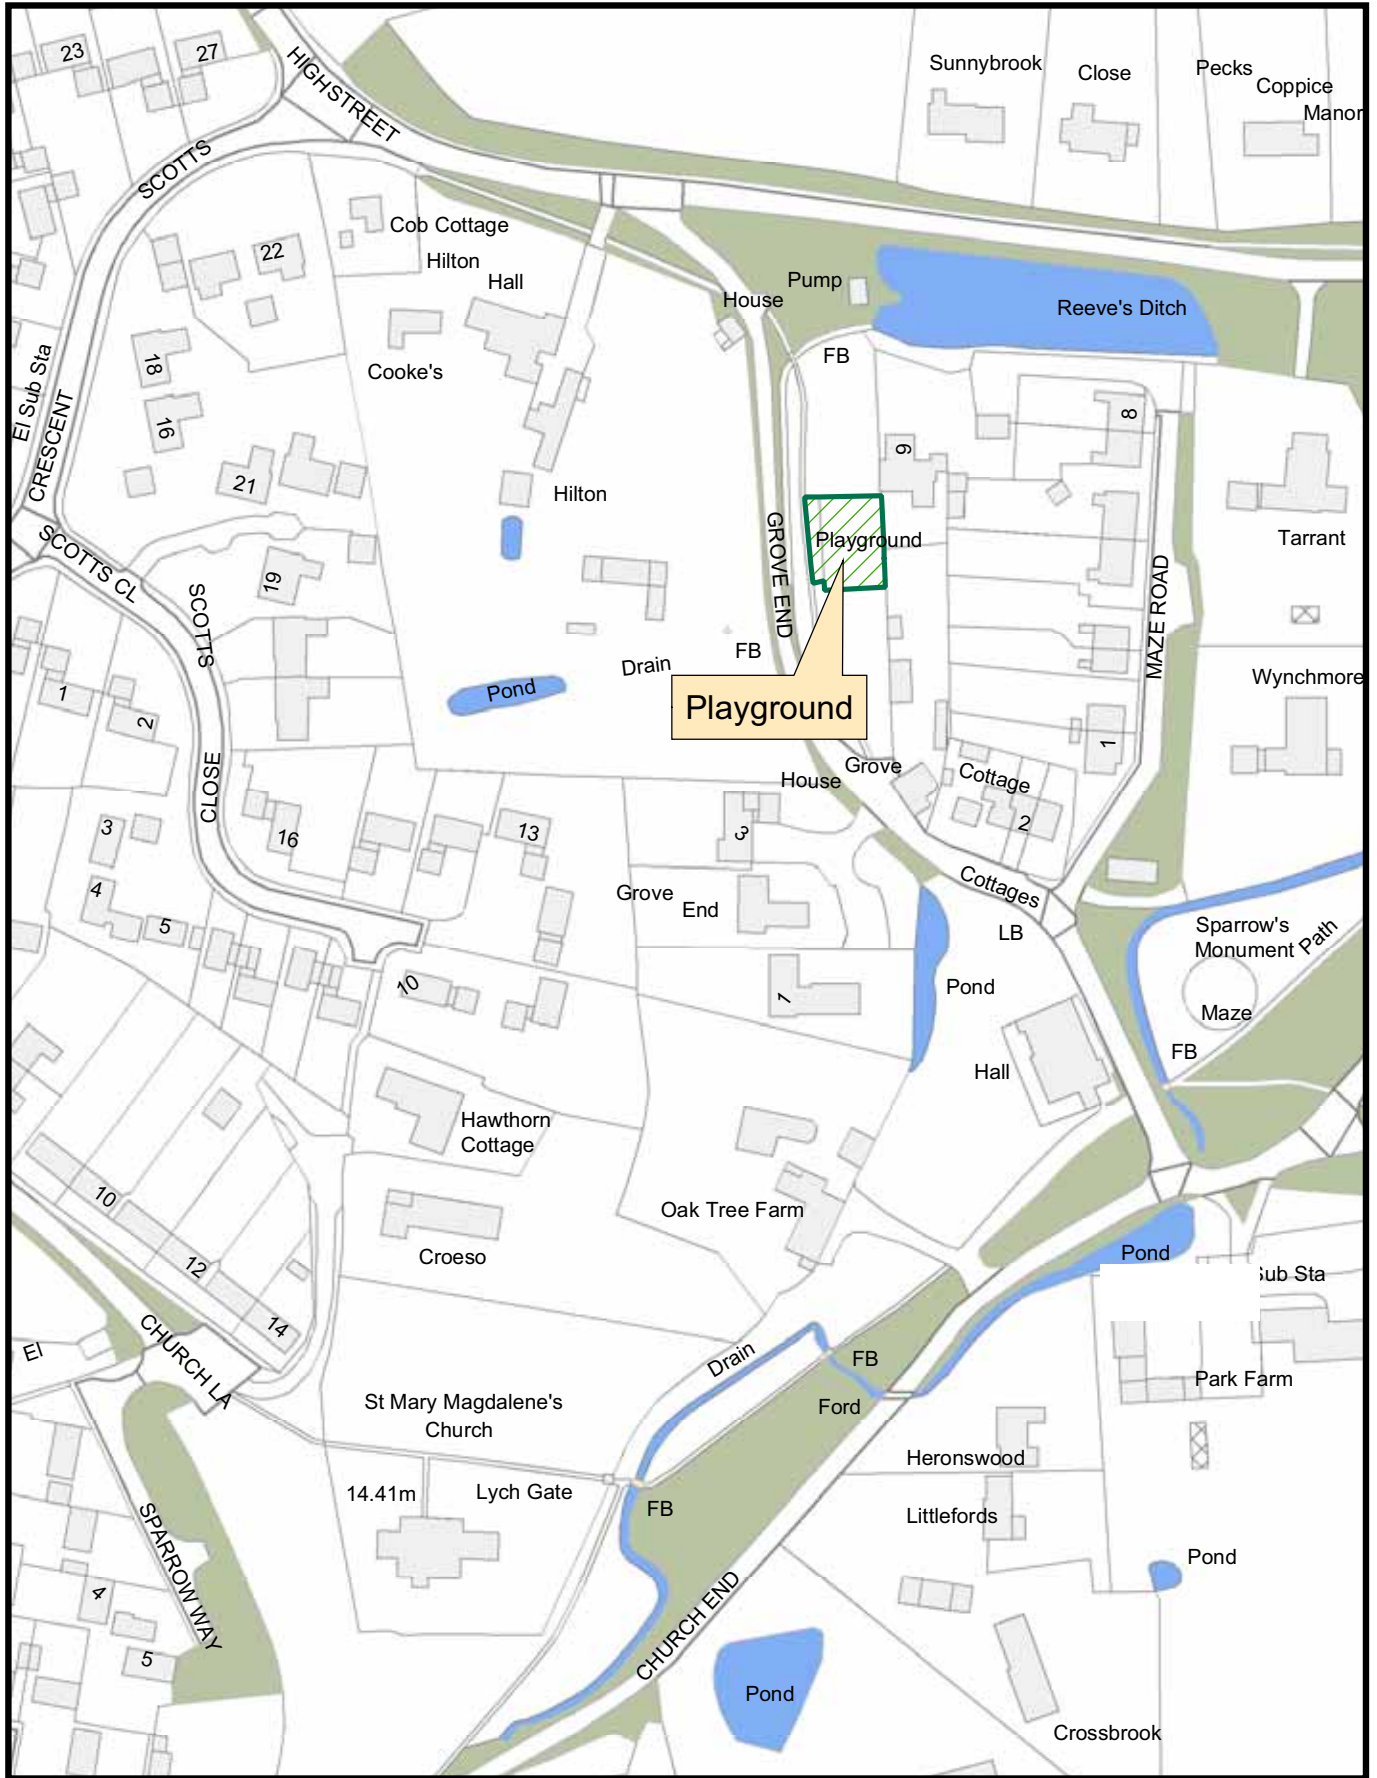 23
27
HIGHSTREET
Sunnybrook
Close
Pecks
Coppice
Manor
SCOTTS
Cob Cottage
22
Hilton
Hall
Pump
House
Reeve's Ditch
Cooke's
FB
El Sub Sta
18
CRESCENT
16
8
9
21
Hilton
Playground
GROVE END
Tarrant
SCOTTS CL
SCOTTS
19
MAZE ROAD
FB
Drain
Wynchmore
1
2
Pond
Playground
1
CLOSE
House
Grove
Cottage
2
3
16
13
3
4
5
Grove
End
Cottages
LB
Sparrow's
Monument
Path
10
1
Pond
Maze
FB
Hall
Hawthorn
Cottage
10
12
14
Oak Tree Farm
Croeso
Pond
Sub Sta
El
CHURCH LA
Drain
FB
Ford
Park Farm
St Mary Magdalene's
Church
14.41m
Lych Gate
FB
Heronswood
Littlefords
Pond
SPARROW WAY
4
5
CHURCH END
Pond
Crossbrook